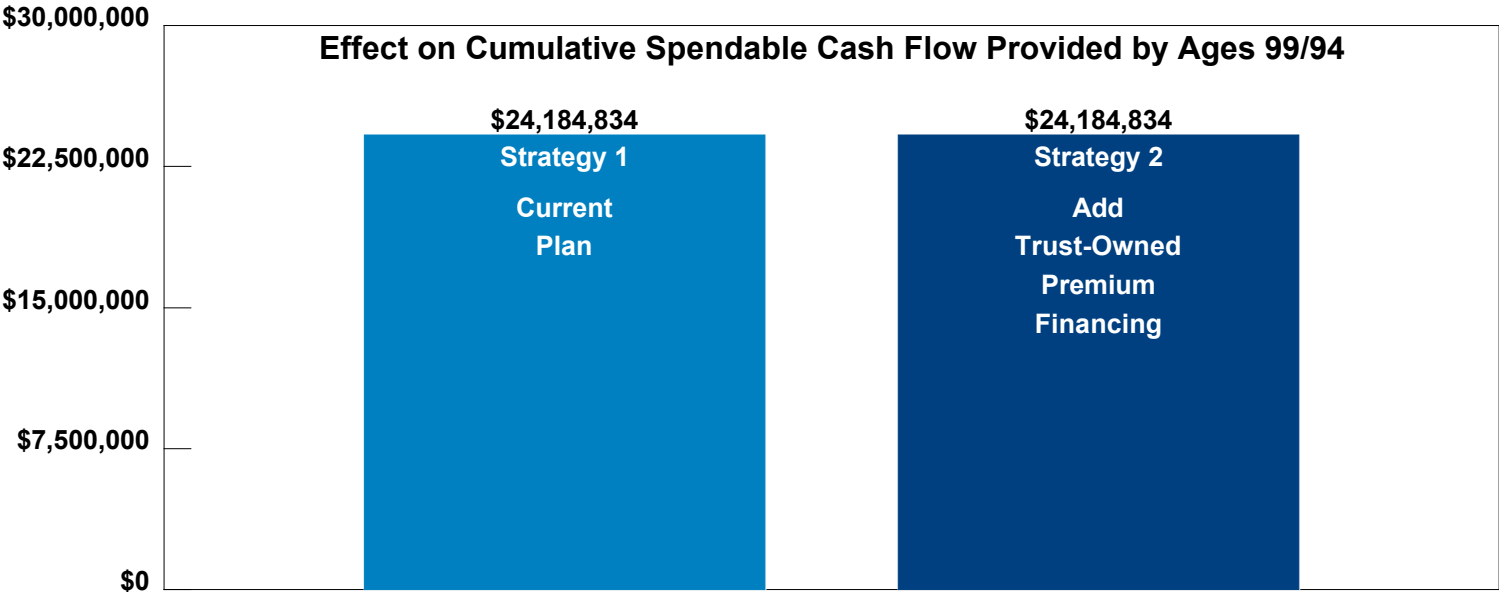 Effect on Cumulative Spendable Cash Flow Provided by Ages 99/94
$30,000,000
$22,500,000
$15,000,000
$7,500,000
$0
$24,184,834
Strategy 1
Current
Plan
$24,184,834
Strategy 2
Add
Trust-Owned
Premium
Financing